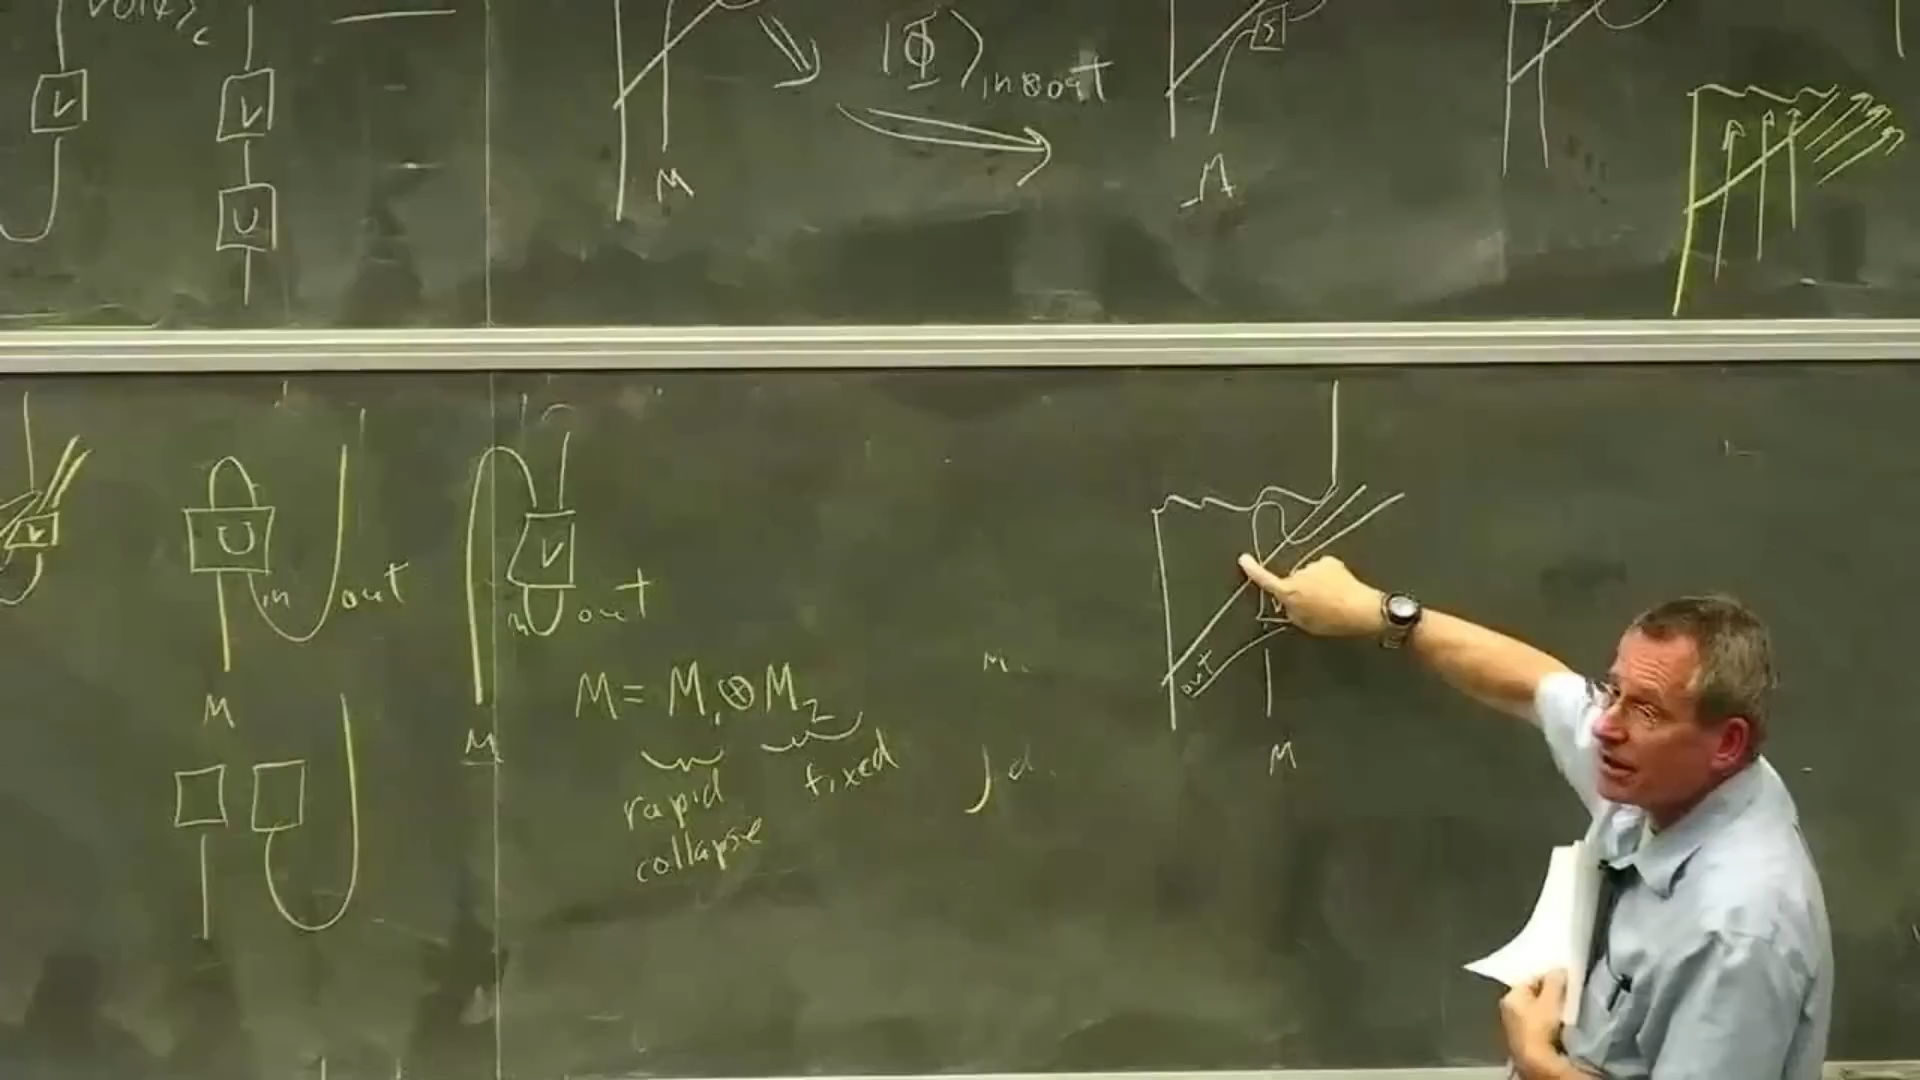 V
V
U
M
|Φ⟩in⊗out
S
M
V
U
in
out
M
V
in
out
M
M = M₁⊗M₂
rapid
collapse
fixed
M
d
out
M